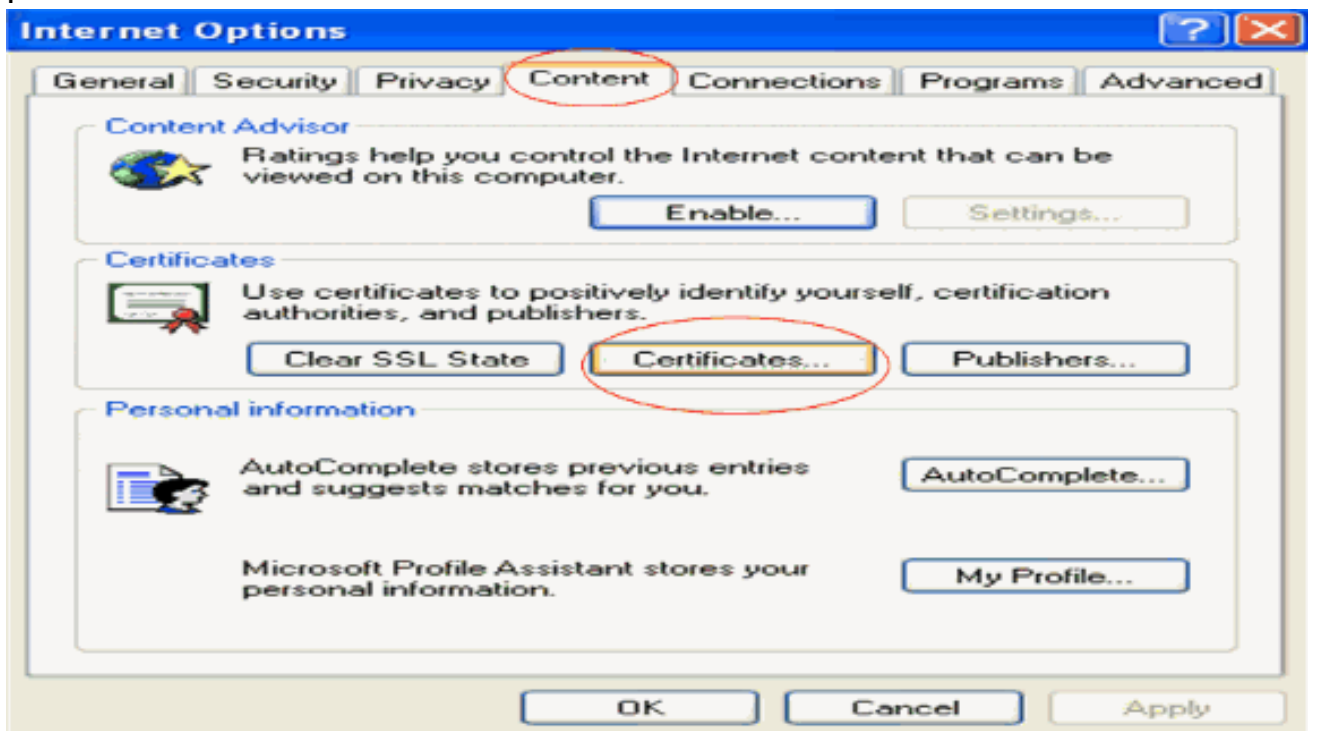 Internet Options
General Security Privacy Content Connections Programs Advanced
Content Advisor
Ratings help you control the Internet content that can be
viewed on this computer.
Enable... Settings...
Certificates
Use certificates to positively identify yourself, certification
authorities, and publishers.
Clear SSL State Certificates... Publishers...
Personal information
AutoComplete stores previous entries
and suggests matches for you.
AutoComplete...
Microsoft Profile Assistant stores your
personal information.
My Profile...
OK Cancel Apply